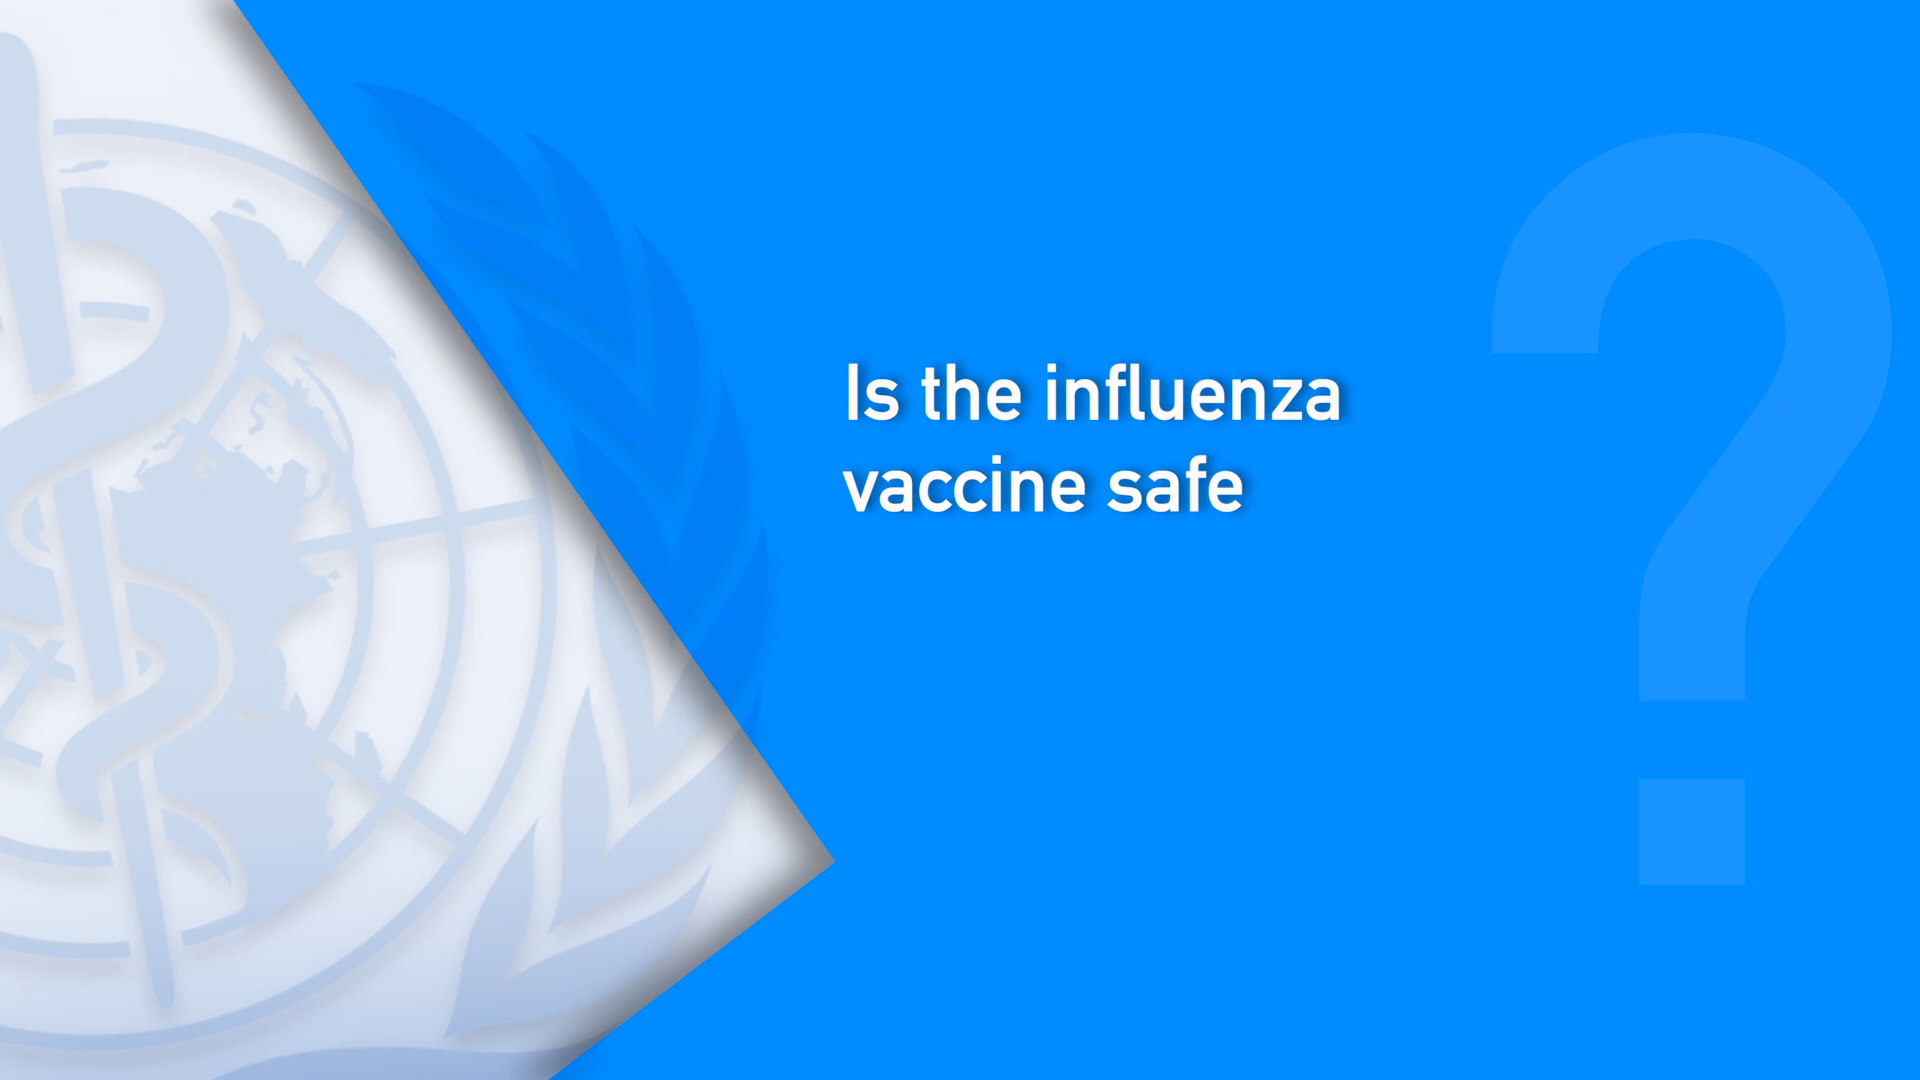 Is the influenza
vaccine safe
?